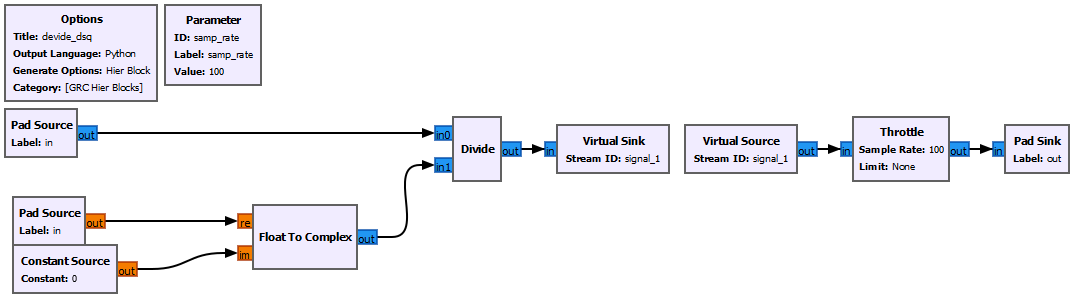 Options
Title: devide_dsq
Output Language: Python
Generate Options: Hier Block
Category: [GRC Hier Blocks]
Parameter
ID: samp_rate
Label: samp_rate
Value: 100
Pad Source
Label: in
out
in0
in1
Divide
out
in
Virtual Sink
Stream ID: signal_1
Virtual Source
Stream ID: signal_1
out
in
Throttle
Sample Rate: 100
Limit: None
out
in
Pad Sink
Label: out
Pad Source
Label: in
out
Constant Source
Constant: 0
out
re
im
Float To Complex
out